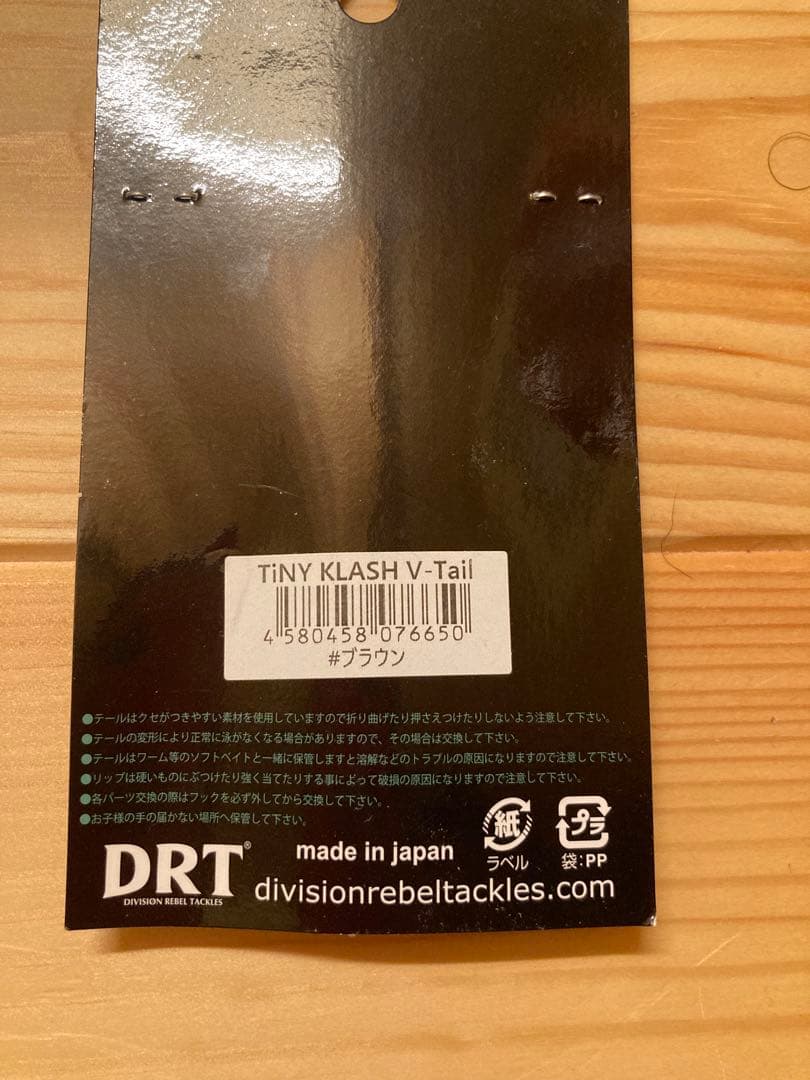 TiNY KLASH V-Tail
4 580458 076650
#ブラウン
●テールはクセがつきやすい素材を使用していますので折り曲げたり押さえつけたりしないよう注意して下さい。
●テールの変形により正常に泳がなくなる場合がありますので、その場合は交換して下さい。
●テールはワーム等のソフトベイトと一緒に保管しますと溶解などのトラブルの原因になりますので注意して下さい。
●リップは硬いものにぶつけたり強く当てたりする事によって破損の原因になりますので注意して下さい。
●各パーツ交換の際はフックを必ず外してから交換して下さい。
●お子様の手の届かない場所へ保管して下さい。
紙
ラベル
プラ
袋:PP
DRT®
DIVISION REBEL TACKLES
made in japan
divisionrebeltackles.com